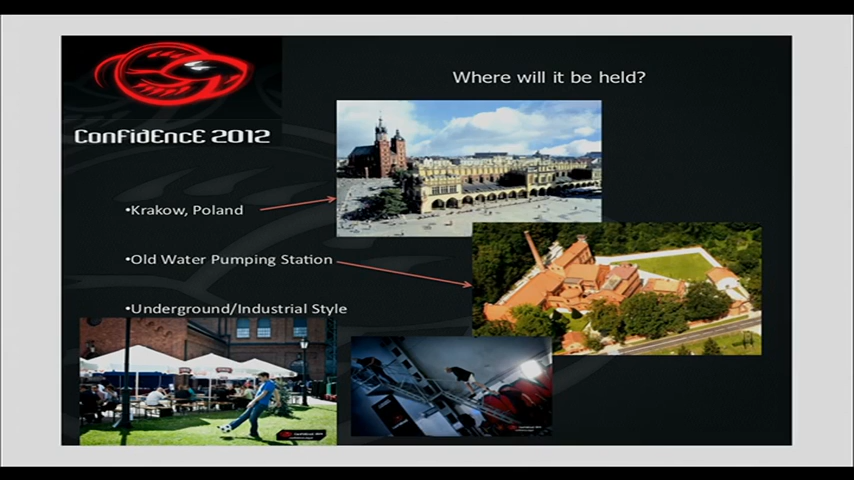 Where will it be held?
ConfidEncE 2012
•Krakow, Poland
•Old Water Pumping Station
•Underground/Industrial Style